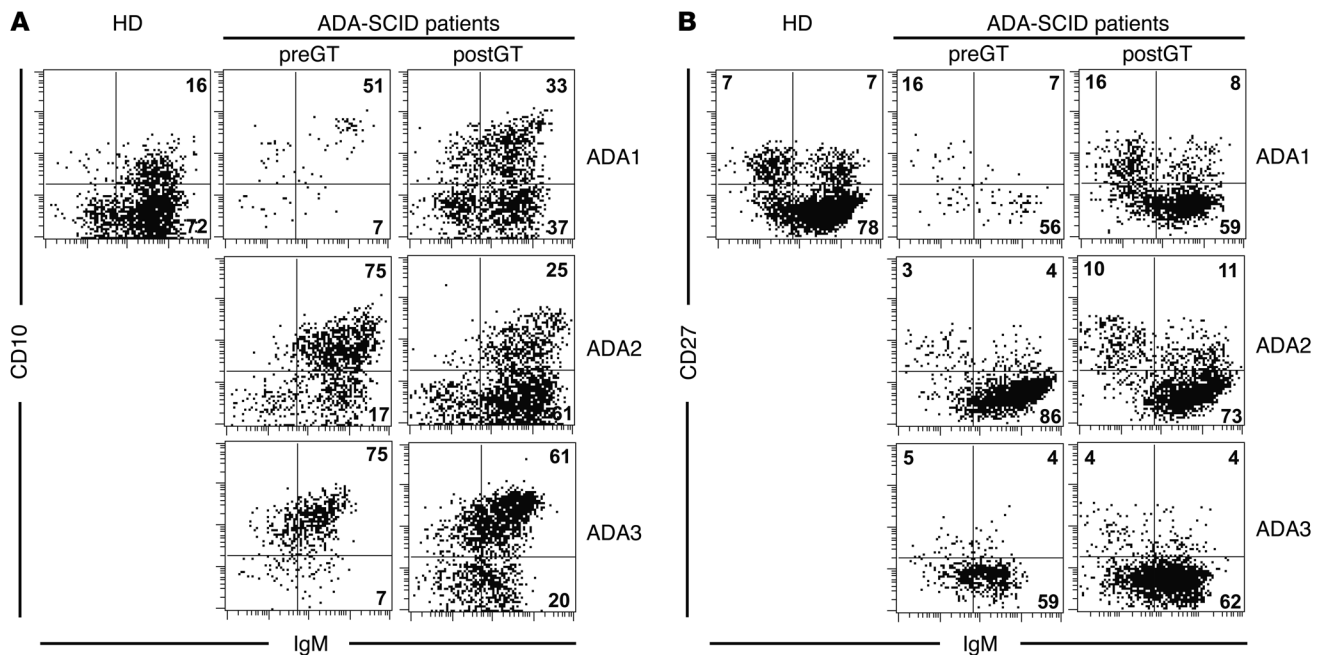 A HD ADA-SCID patients
preGT postGT
16 51 33
ADA1
72 7 37
75 25
ADA2
17 61
75 61
ADA3
7 20
CD10
IgM
B HD ADA-SCID patients
preGT postGT
7 7 16 7 16 8
ADA1
78 56 59
3 4 10 11
ADA2
86 73
5 4 4 4
ADA3
59 62
CD27
IgM